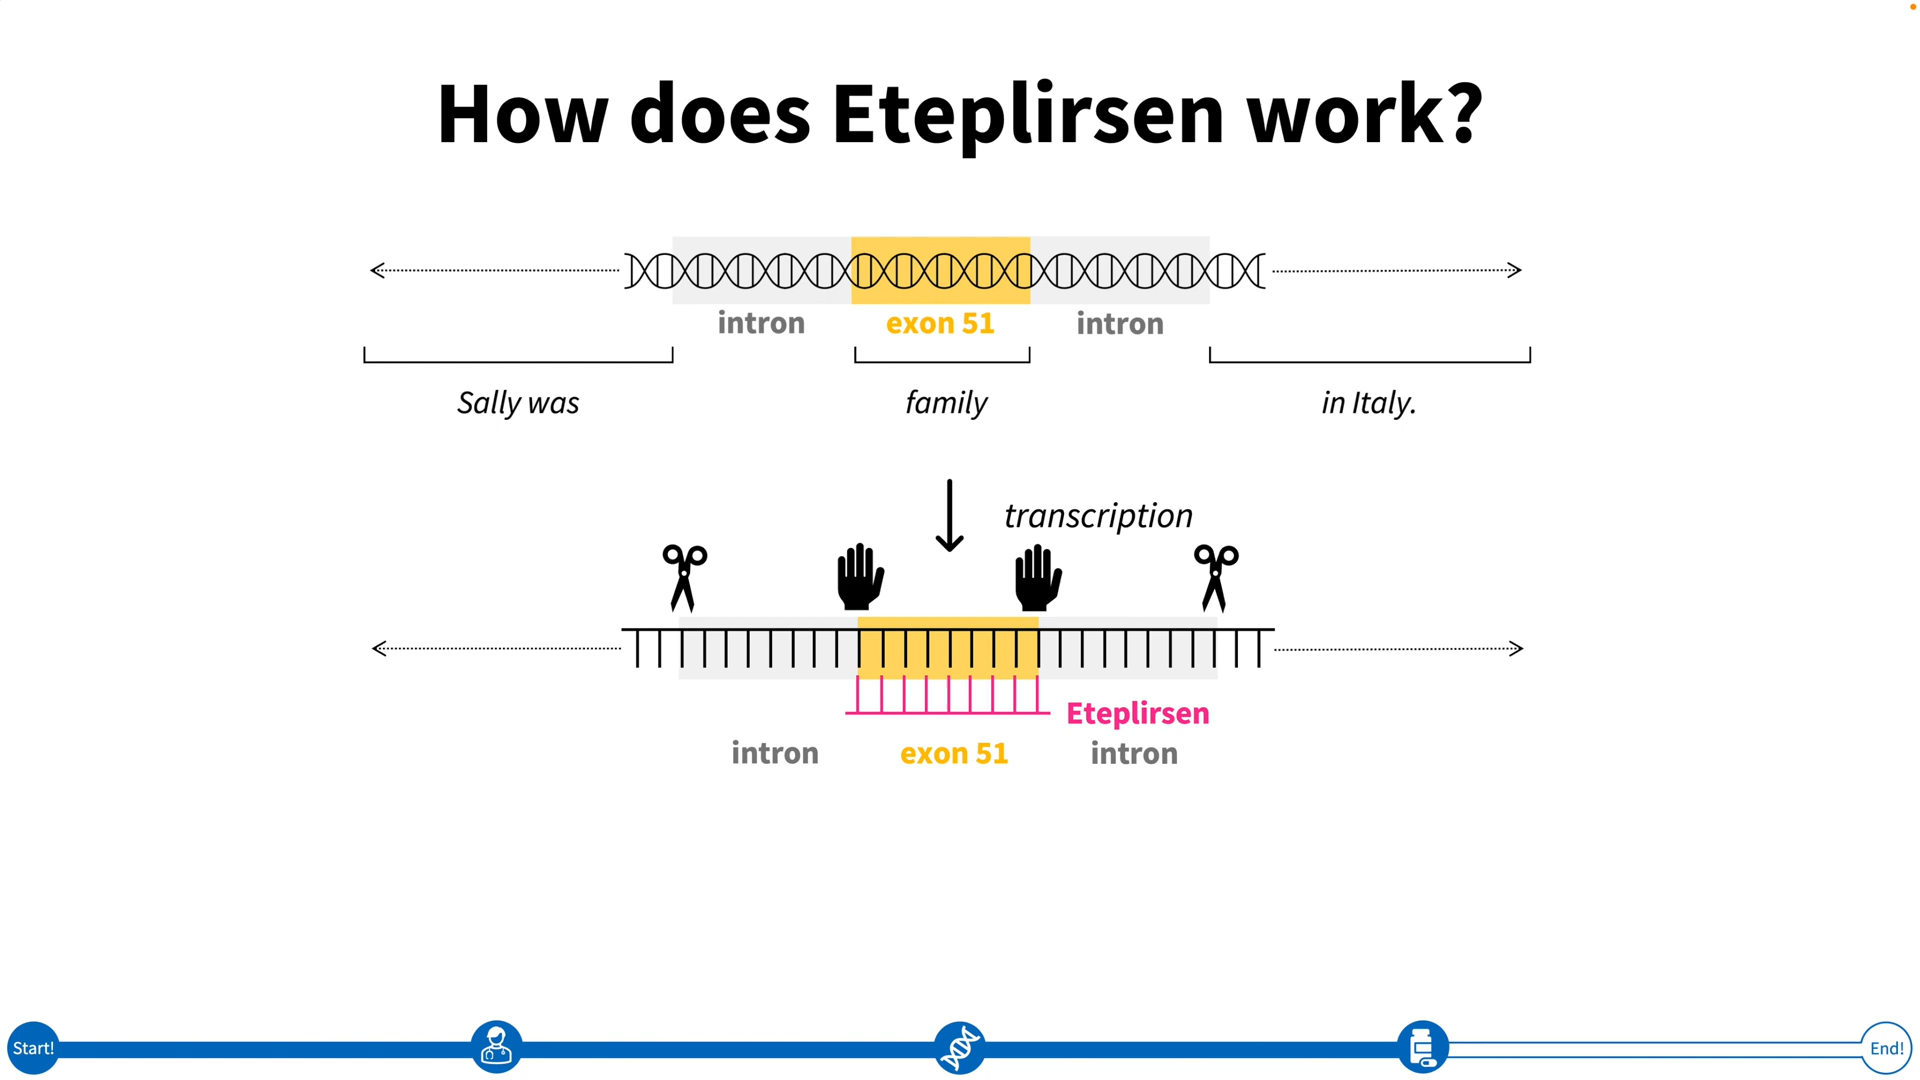 How does Eteplirsen work?
intron exon 51 intron
Sally was family in Italy.
transcription
Eteplirsen
intron exon 51 intron
Start! End!